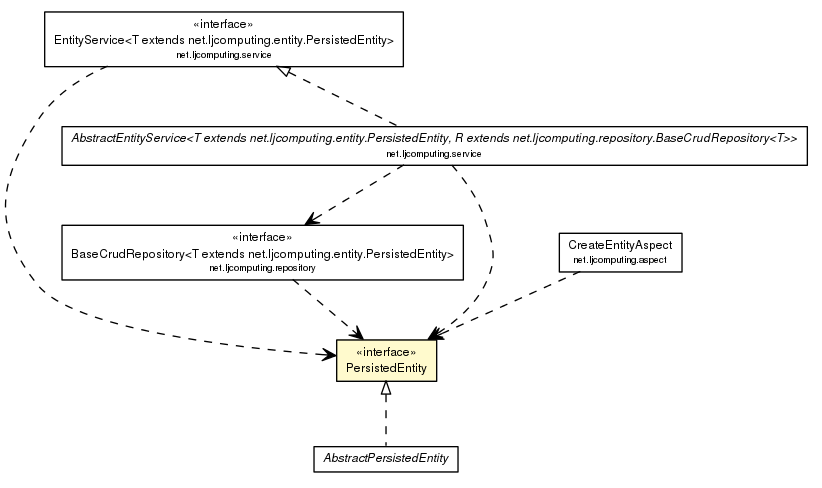 «interface»
EntityService<T extends net.ljcomputing.entity.PersistedEntity>
net.ljcomputing.service
AbstractEntityService<T extends net.ljcomputing.entity.PersistedEntity, R extends net.ljcomputing.repository.BaseCrudRepository<T>>
net.ljcomputing.service
«interface»
BaseCrudRepository<T extends net.ljcomputing.entity.PersistedEntity>
net.ljcomputing.repository
CreateEntityAspect
net.ljcomputing.aspect
«interface»
PersistedEntity
AbstractPersistedEntity